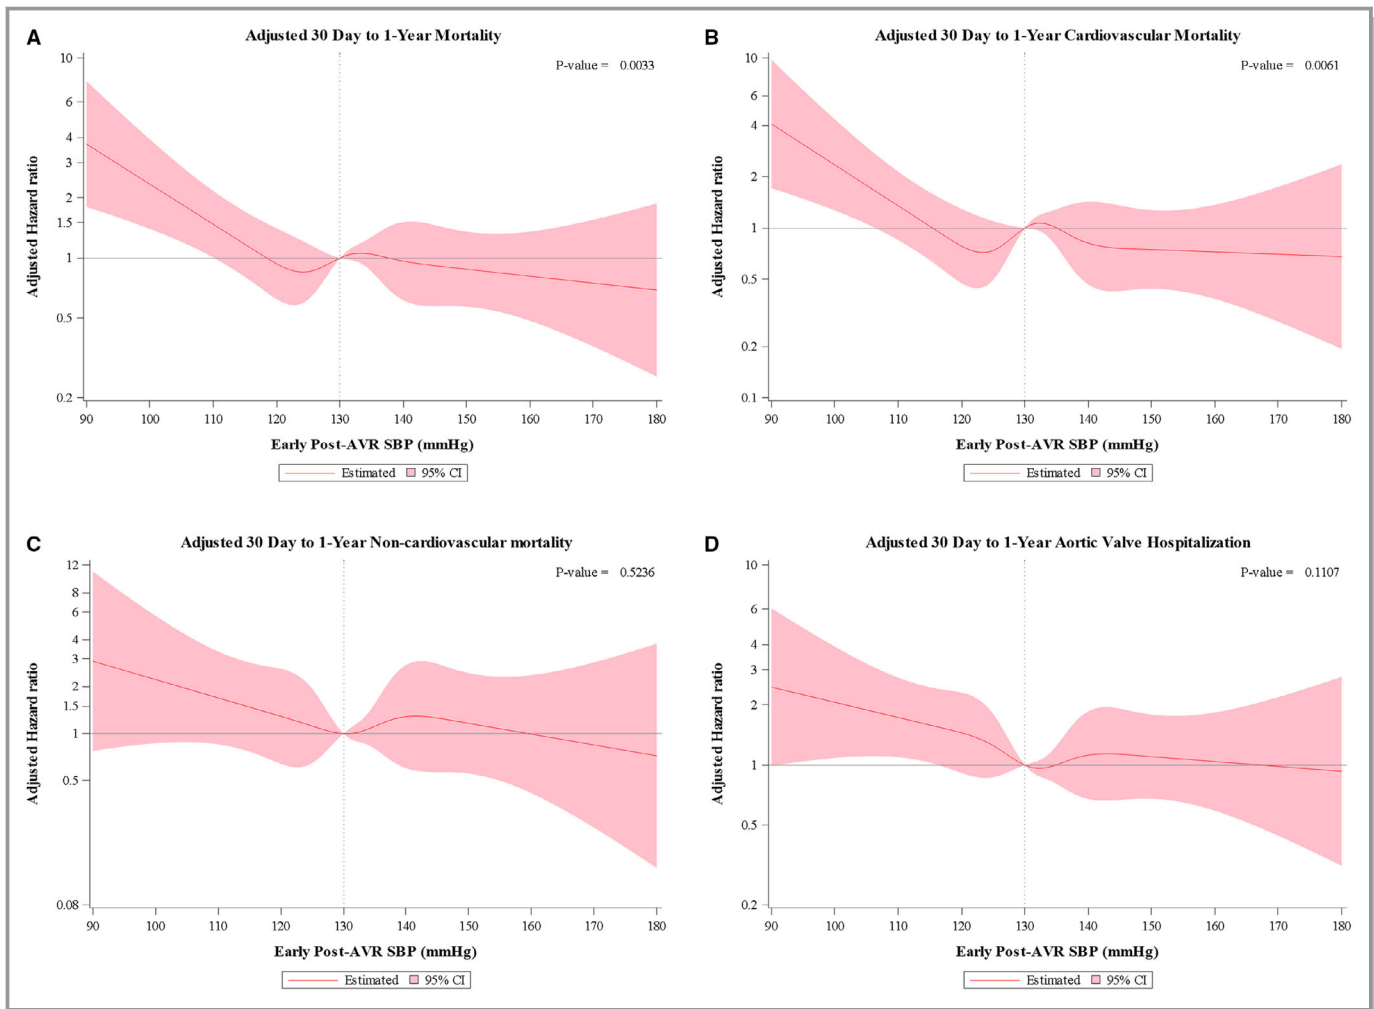 A
Adjusted 30 Day to 1-Year Mortality
P-value = 0.0033
10
6
4
3
2
1.5
1
0.5
0.2
Adjusted Hazard ratio
90 100 110 120 130 140 150 160 170 180
Early Post-AVR SBP (mmHg)
Estimated 95% CI
B
Adjusted 30 Day to 1-Year Cardiovascular Mortality
P-value = 0.0061
10
6
4
2
1
0.5
0.2
0.1
Adjusted Hazard ratio
90 100 110 120 130 140 150 160 170 180
Early Post-AVR SBP (mmHg)
Estimated 95% CI
C
Adjusted 30 Day to 1-Year Non-cardiovascular mortality
P-value = 0.5236
12
8
6
4
3
2
1.5
1
0.5
0.08
Adjusted Hazard ratio
90 100 110 120 130 140 150 160 170 180
Early Post-AVR SBP (mmHg)
Estimated 95% CI
D
Adjusted 30 Day to 1-Year Aortic Valve Hospitalization
P-value = 0.1107
10
6
4
3
2
1
0.5
0.2
Adjusted Hazard ratio
90 100 110 120 130 140 150 160 170 180
Early Post-AVR SBP (mmHg)
Estimated 95% CI